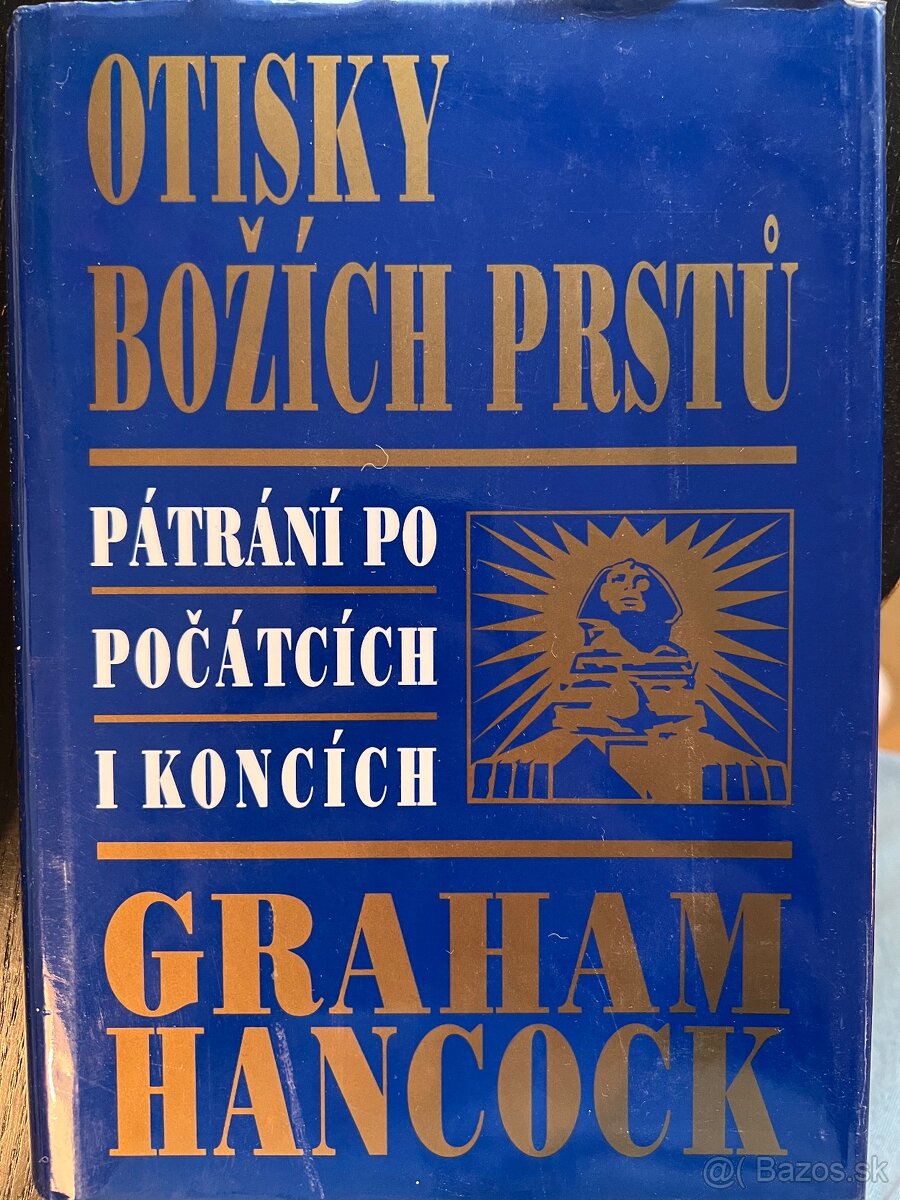 OTISKY
BOŽÍCH PRSTŮ
PÁTRÁNÍ PO
POČÁTCÍCH
I KONCÍCH
GRAHAM
HANCOCK
@( Bazos.sk